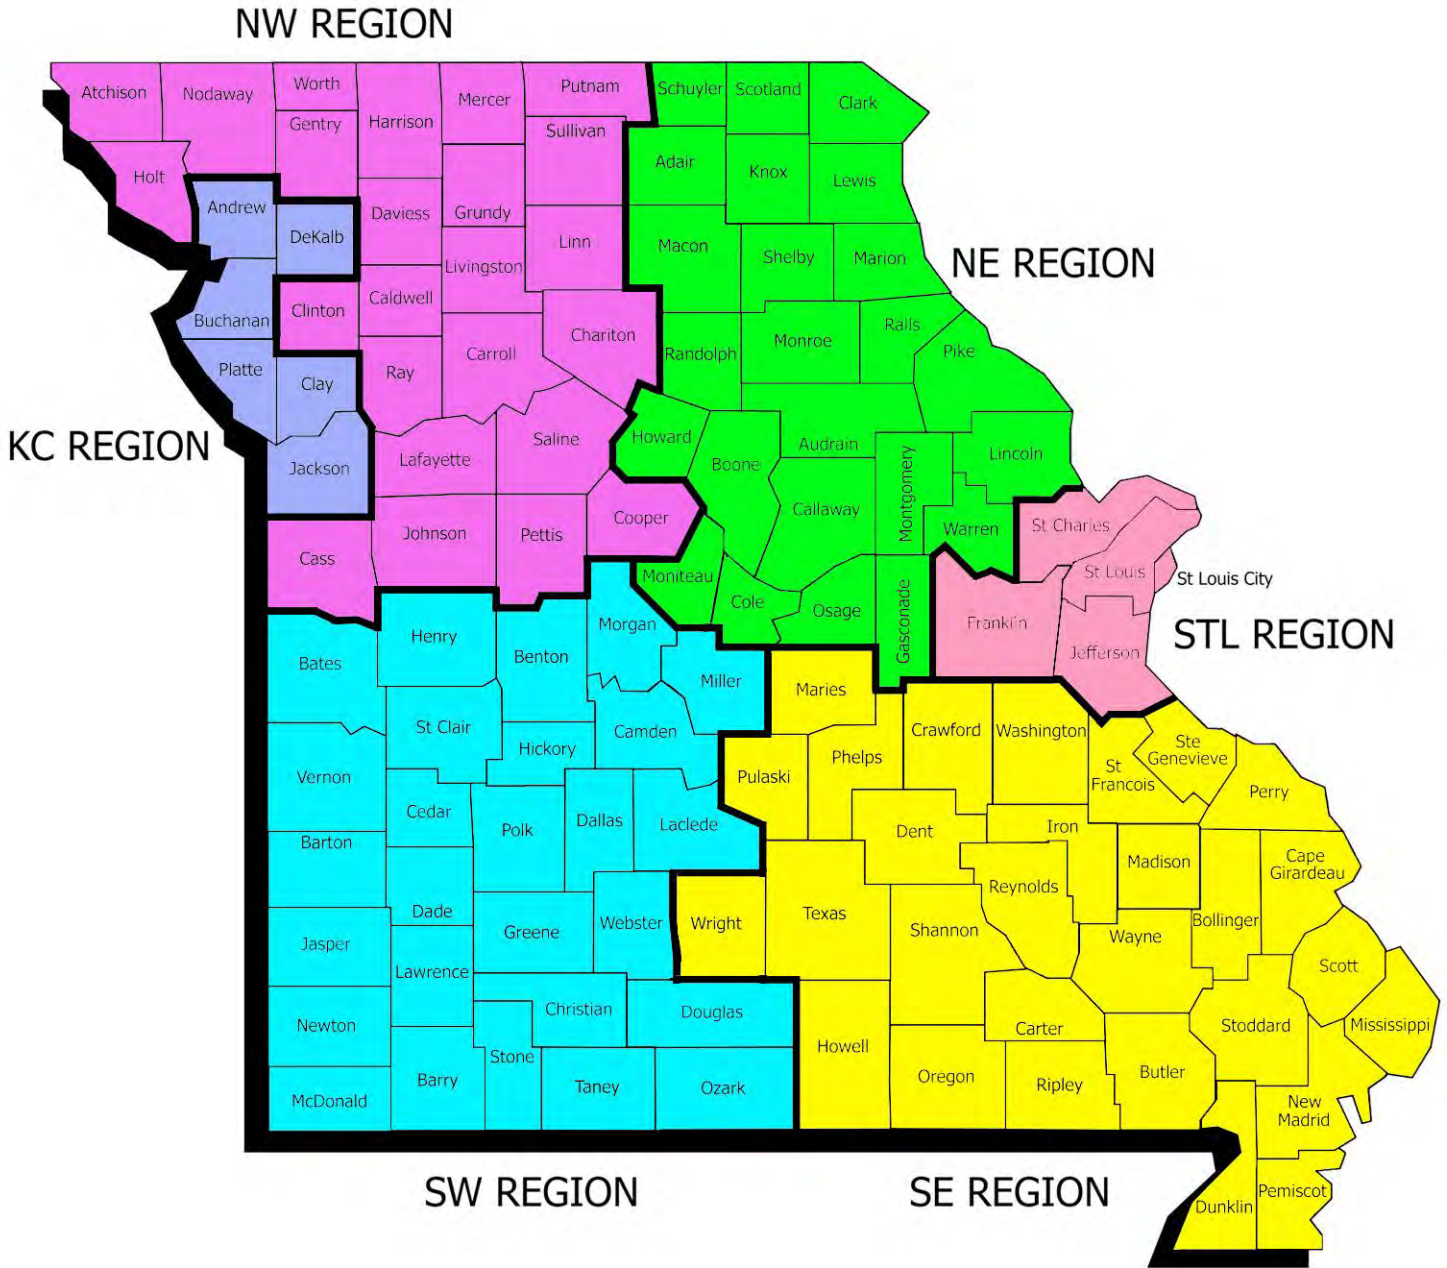 NW REGION
Atchison
Nodaway
Worth
Gentry
Harrison
Mercer
Putnam
Sullivan
Schuyler
Scotland
Clark
Holt
Adair
Knox
Lewis
Andrew
DeKalb
Daviess
Grundy
Linn
Macon
Shelby
Marion
NE REGION
Livingston
Buchanan
Clinton
Caldwell
Chariton
Randolph
Monroe
Ralls
Pike
Platte
Clay
Ray
Carroll
KC REGION
Jackson
Lafayette
Saline
Howard
Boone
Audrain
Montgomery
Lincoln
Callaway
Warren
St Charles
Cass
Johnson
Pettis
Cooper
Moniteau
Cole
Osage
Gasconade
Franklin
St Louis
St Louis City
Jefferson
STL REGION
Henry
Benton
Morgan
Miller
Bates
St Clair
Hickory
Camden
Maries
Pulaski
Phelps
Crawford
Washington
St
Francois
Ste
Genevieve
Perry
Vernon
Cedar
Polk
Dallas
Laclede
Dent
Iron
Madison
Cape
Girardeau
Barton
Dade
Greene
Webster
Wright
Texas
Shannon
Reynolds
Wayne
Bollinger
Scott
Jasper
Lawrence
Christian
Douglas
Newton
Stone
Howell
Carter
Stoddard
Mississippi
McDonald
Barry
Taney
Ozark
Oregon
Ripley
Butler
New
Madrid
SW REGION
SE REGION
Dunklin
Pemiscot